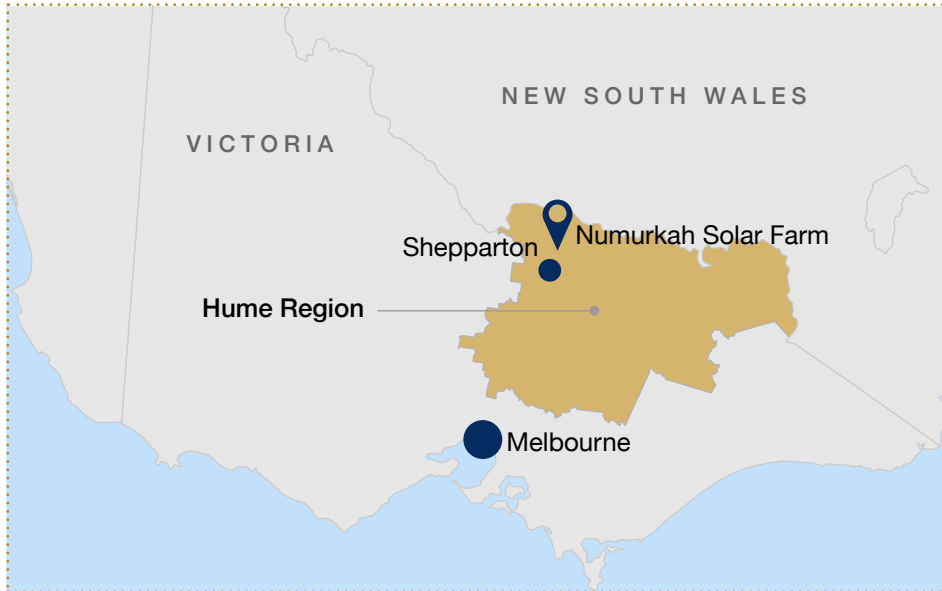 NEW SOUTH WALES
VICTORIA
Numurkah Solar Farm
Shepparton
Hume Region
Melbourne